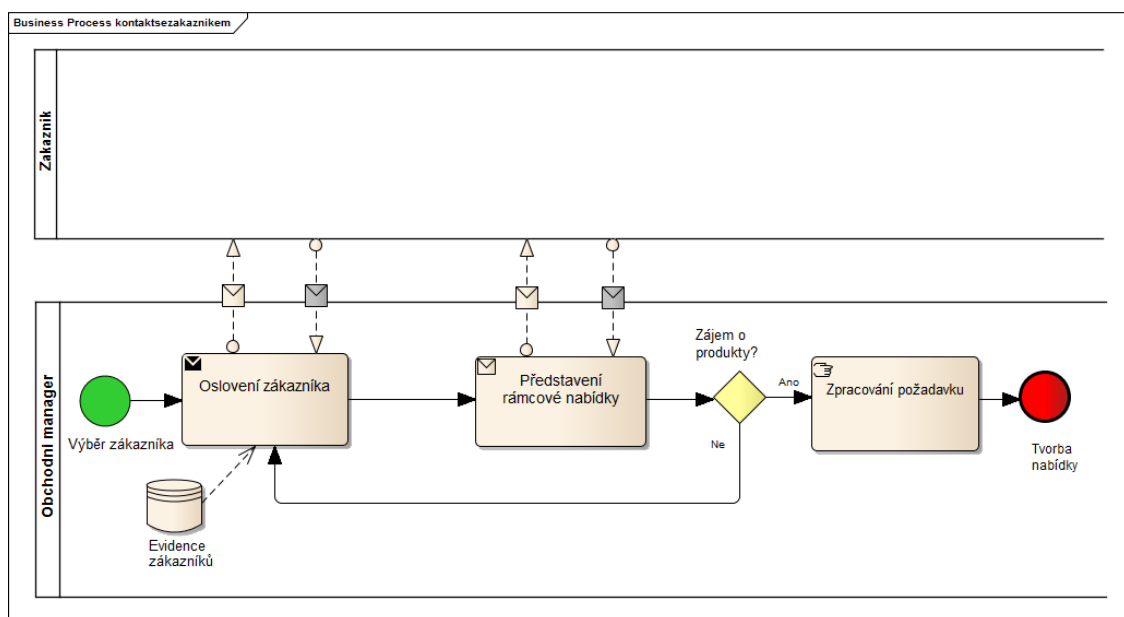 Business Process kontaktsezakaznikem
Zakaznik
Obchodni manager
Výběr zákazníka
Oslovení zákazníka
Evidence
zákazníků
Představení
rámcové nabídky
Zájem o
produkty?
Ano
Ne
Zpracování požadavku
Tvorba
nabídky